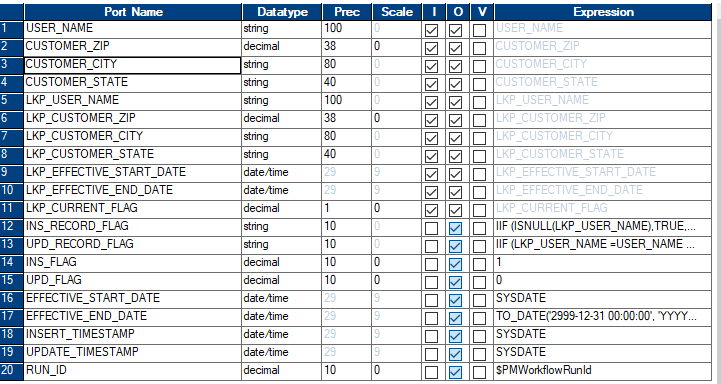 Port Name Datatype Prec Scale I O V Expression
1 USER_NAME string 100 0 USER_NAME
2 CUSTOMER_ZIP decimal 38 0 CUSTOMER_ZIP
3 CUSTOMER_CITY string 80 0 CUSTOMER_CITY
4 CUSTOMER_STATE string 40 0 CUSTOMER_STATE
5 LKP_USER_NAME string 100 0 LKP_USER_NAME
6 LKP_CUSTOMER_ZIP decimal 38 0 LKP_CUSTOMER_ZIP
7 LKP_CUSTOMER_CITY string 80 0 LKP_CUSTOMER_CITY
8 LKP_CUSTOMER_STATE string 40 0 LKP_CUSTOMER_STATE
9 LKP_EFFECTIVE_START_DATE date/time 29 9 LKP_EFFECTIVE_START_DATE
10 LKP_EFFECTIVE_END_DATE date/time 29 9 LKP_EFFECTIVE_END_DATE
11 LKP_CURRENT_FLAG decimal 1 0 LKP_CURRENT_FLAG
12 INS_RECORD_FLAG string 10 0 IIF (ISNULL(LKP_USER_NAME),TRUE,...
13 UPD_RECORD_FLAG string 10 0 IIF (LKP_USER_NAME =USER_NAME ...
14 INS_FLAG decimal 10 0 1
15 UPD_FLAG decimal 10 0 0
16 EFFECTIVE_START_DATE date/time 29 9 SYSDATE
17 EFFECTIVE_END_DATE date/time 29 9 TO_DATE('2999-12-31 00:00:00', 'YYYY...
18 INSERT_TIMESTAMP date/time 29 9 SYSDATE
19 UPDATE_TIMESTAMP date/time 29 9 SYSDATE
20 RUN_ID decimal 10 0 $PMWorkflowRunId